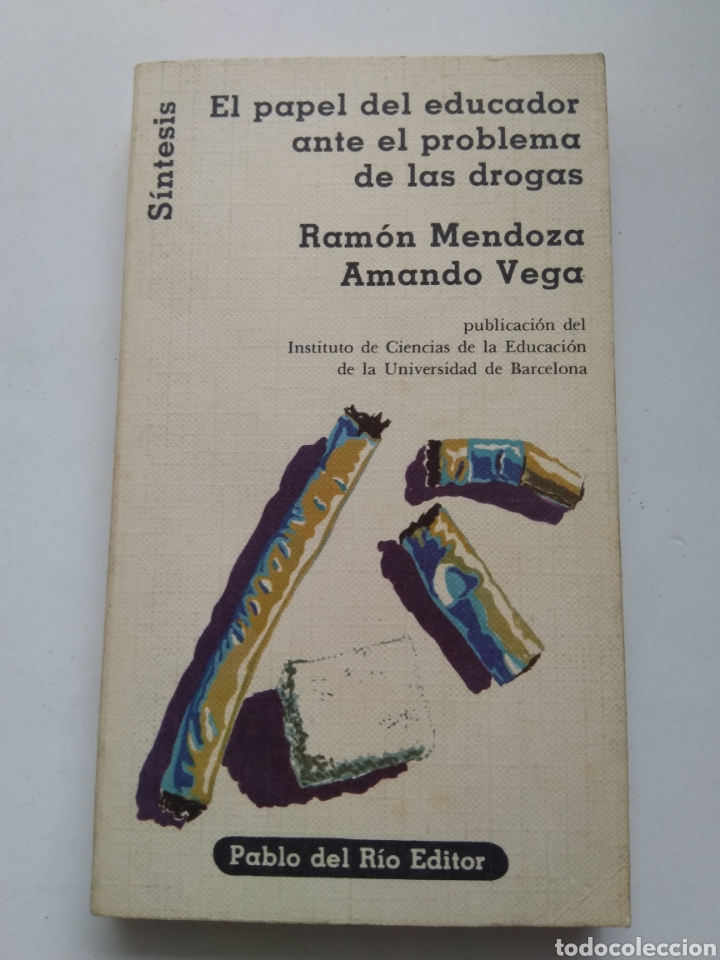 Síntesis
El papel del educador
ante el problema
de las drogas
Ramón Mendoza
Amando Vega
publicación del
Instituto de Ciencias de la Educación
de la Universidad de Barcelona
Pablo del Río Editor
todocoleccion